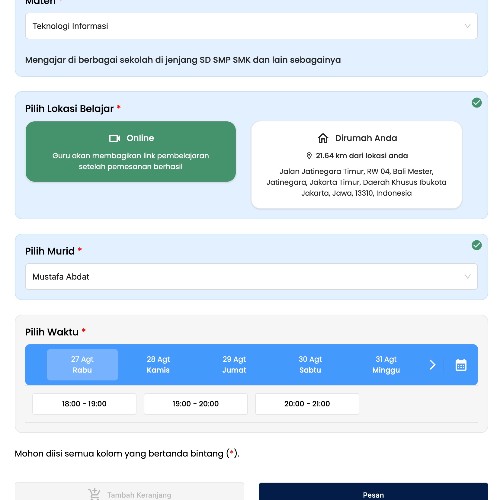 Materi *
Teknologi Informasi
Mengajar di berbagai sekolah di jenjang SD SMP SMK dan lain sebagainya
Pilih Lokasi Belajar *
Online
Guru akan membagikan link pembelajaran
setelah pemesanan berhasil
Dirumah Anda
21.64 km dari lokasi anda
Jalan Jatinegara Timur, RW 04, Bali Mester,
Jatinegara, Jakarta Timur, Daerah Khusus Ibukota
Jakarta, Jawa, 13310, Indonesia
Pilih Murid *
Mustafa Abdat
Pilih Waktu *
27 Agt
Rabu
28 Agt
Kamis
29 Agt
Jumat
30 Agt
Sabtu
31 Agt
Minggu
18:00 - 19:00
19:00 - 20:00
20:00 - 21:00
Mohon diisi semua kolom yang bertanda bintang (*).
Tambah Keranjang
Pesan